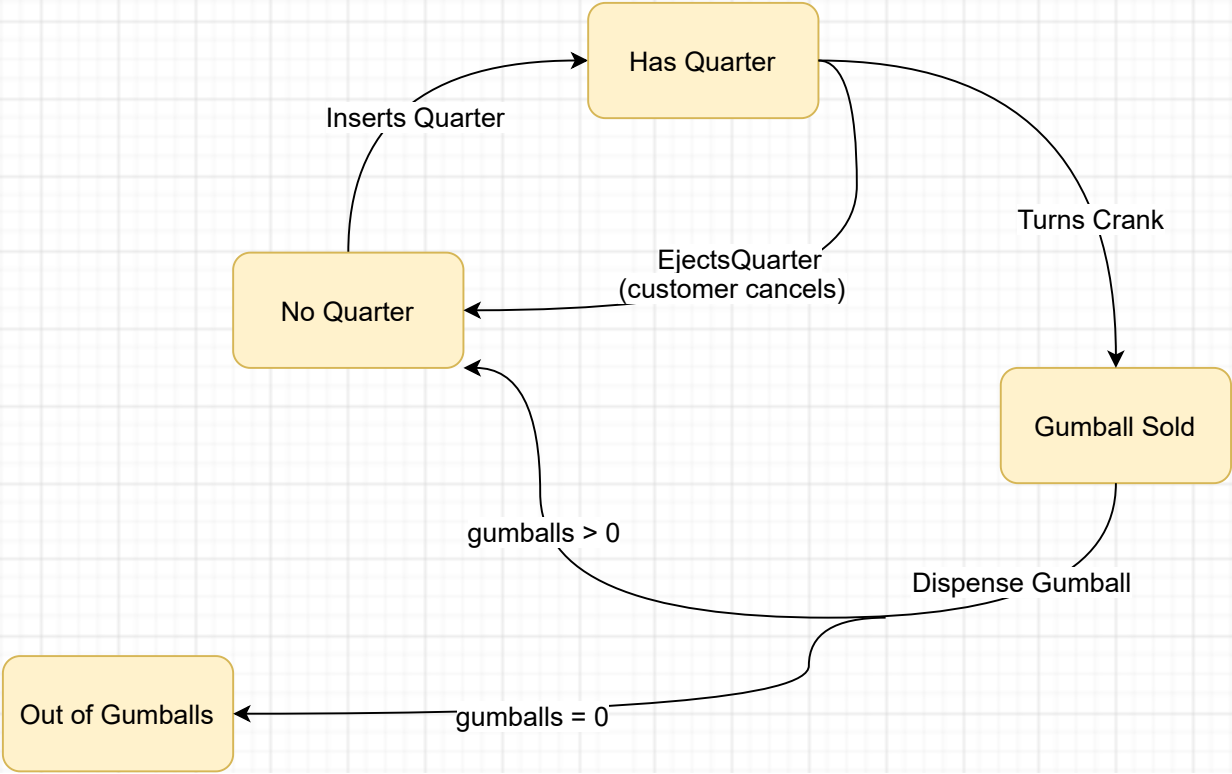 Has Quarter
Inserts Quarter
Turns Crank
EjectsQuarter
(customer cancels)
No Quarter
Gumball Sold
gumballs > 0
Dispense Gumball
Out of Gumballs
gumballs = 0